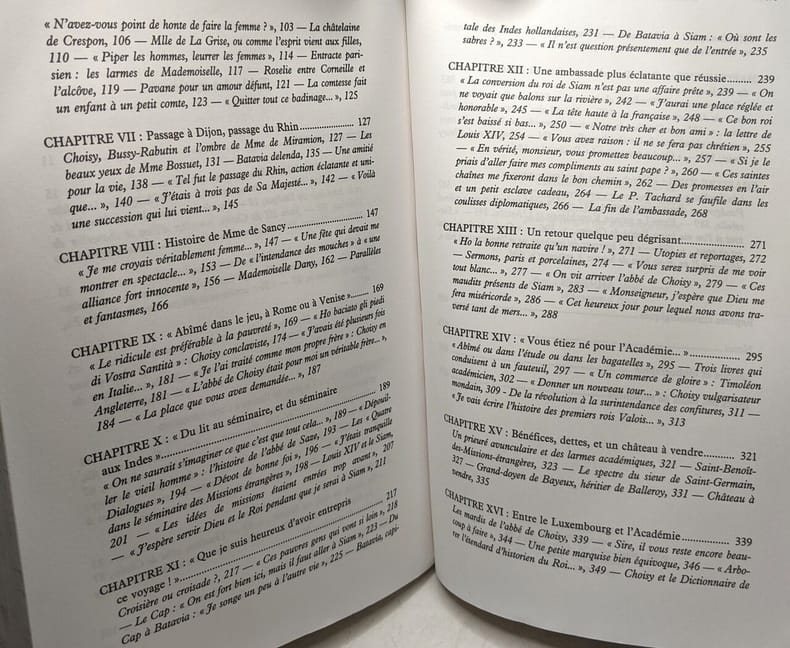 « N'avez-vous point de honte de faire la femme ? », 103 — La châtelaine
de Crespon, 106 — Mlle de La Grise, ou comme l'esprit vient aux filles,
110 — « Piper les hommes, leurrer les femmes », 114 — Entracte pari-
sien : les larmes de Mademoiselle, 117 — Roselie entre Corneille et
l'alcôve, 119 — Pavane pour un amour défunt, 121 — La comtesse fait
un enfant à un petit comte, 123 — « Quitter tout ce badinage... », 125
CHAPITRE VII : Passage à Dijon, passage du Rhin..................... 127
Choisy, Bussy-Rabutin et l'ombre de Mme de Miramion, 127 — Les
beaux yeux de Mme Bossuet, 131 — Batavia delenda, 135 — Une amitié
pour la vie, 138 — « Tel fut le passage du Rhin, action éclatante et uni-
que... », 140 — « J'étais à trois pas de Sa Majesté... », 142 — « Voilà
une succession qui lui vient... », 145
CHAPITRE VIII : Histoire de Mme de Sancy........................... 147
« Je me croyais véritablement femme... », 147 — « Une fête qui devait me
montrer en spectacle... », 153 — De « l'intendance des mouches » à « une
alliance fort innocente », 156 — Mademoiselle Dany, 162 — Parallèles
et fantasmes, 166
CHAPITRE IX : « Abîmé dans le jeu, à Rome ou à Venise »....... 169
« Le ridicule est préférable à la pauvreté », 169 — « Ho baciato gli piedi
di Vostra Santità » : Choisy conclaviste, 174 — « J'avais été plusieurs fois
en Italie... », 181 — « Je l'ai traité comme mon propre frère » : Choisy en
Angleterre, 181 — « L'abbé de Choisy était pour moi un véritable frère... »,
184 — « La place que vous avez demandée... », 187
CHAPITRE X : « Du lit au séminaire, et du séminaire
aux Indes »............................................................ 189
« On ne saurait s'imaginer ce que c'est que tout cela... », 189 — « Dépouil-
ler le vieil homme » : l'histoire de l'abbé de Saxe, 193 — Les « Quatre
Dialogues », 194 — « Dévot de bonne foi », 196 — « J'étais tranquille
dans le séminaire des Missions étrangères », 198 — Louis XIV et le Siam,
201 — « Les idées de missions étaient entrées trop avant », 207
— « J'espère servir Dieu et le Roi pendant que je serai à Siam », 211
CHAPITRE XI : « Que je suis heureux d'avoir entrepris
ce voyage ! »........................................................... 217
Croisière ou croisade ?, 217 — « Ces pauvres gens qui vons si loin », 218
— Le Cap : « On est fort bien ici, mais il faut aller à Siam », 223 — Du
Cap à Batavia : « Je songe un peu à l'autre vie », 225 — Batavia, capi-
tale des Indes hollandaises, 231 — De Batavia à Siam : « Où sont les
sabres ? », 233 — « Il n'est question présentement que de l'entrée », 235
CHAPITRE XII : Une ambassade plus éclatante que réussie......... 239
« La conversion du roi de Siam n'est pas une affaire prête », 239 — « On
ne voyait que balons sur la rivière », 242 — « J'aurai une place réglée et
honorable », 245 — « La tête haute à la française », 248 — « Ce bon roi
s'est baissé si bas... », 250 — « Notre très cher et bon ami » : la lettre de
Louis XIV, 254 — « Vous avez raison : il ne se fera pas chrétien », 255
— « En vérité, monsieur, vous promettez beaucoup... », 257 — « Si je le
priais d'aller faire mes compliments au saint pape ? », 260 — « Ces saintes
chaînes me fixeront dans le bon chemin », 262 — Des promesses en l'air
et un petit esclave cadeau, 264 — Le P. Tachard se faufile dans les
coulisses diplomatiques, 266 — La fin de l'ambassade, 268
CHAPITRE XIII : Un retour quelque peu dégrisant..................... 271
« Ho la bonne retraite qu'un navire ! », 271 — Utopies et reportages, 272
— Sermons, paris et porcelaines, 274 — « Vous serez surpris de me voir
tout blanc... », 277 — « On vit arriver l'abbé de Choisy », 279 — « Ces
maudits présents de Siam », 283 — « Monseigneur, j'espère que Dieu me
fera miséricorde », 286 — « Cet heureux jour pour lequel nous avons tra-
versé tant de mers... », 288
CHAPITRE XIV : « Vous étiez né pour l'Académie... »................. 295
« Abîmé ou dans l'étude ou dans les bagatelles », 295 — Trois livres qui
conduisent à un fauteuil, 297 — « Un commerce de gloire » : Timoléon
académicien, 302 — « Donner un nouveau tour... » : Choisy vulgarisateur
mondain, 309 - De la révolution à la surintendance des confitures, 311 —
« Je vais écrire l'histoire des premiers rois Valois... », 313
CHAPITRE XV : Bénéfices, dettes, et un château à vendre............ 321
Un prieuré avunculaire et des larmes académiques, 321 — Saint-Benoît-
des-Missions-étrangères, 323 — Le spectre du sieur de Saint-Germain,
327 — Grand-doyen de Bayeux, héritier de Balleroy, 331 — Château à
vendre, 335
CHAPITRE XVI : Entre le Luxembourg et l'Académie.................. 339
Les mardis de l'abbé de Choisy, 339 — « Sire, il vous reste encore beau-
coup à faire », 344 — Une petite marquise bien équivoque, 346 — « Arbo-
rer l'étendard d'historien du Roi... », 349 — Choisy et le Dictionnaire de